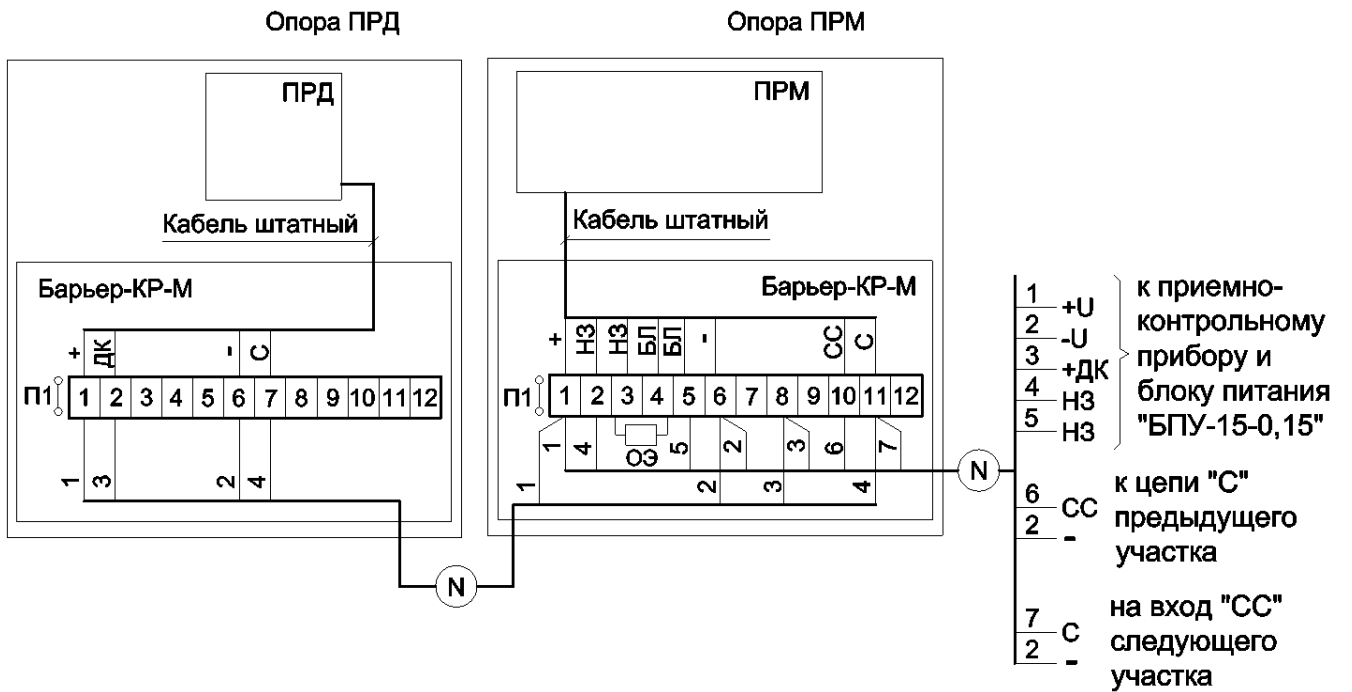 Опора ПРД
Опора ПРМ
ПРД
Кабель штатный
Барьер-КР-М
+ ДК - С
П1 1 2 3 4 5 6 7 8 9 10 11 12
1 3 2 4
N
ПРМ
Кабель штатный
Барьер-КР-М
+ НЗ НЗ БЛ БЛ - СС С
П1 1 2 3 4 5 6 7 8 9 10 11 12
1 4 ОЭ 5 2 3 6 7
1 2 3 4
N
1 +U
2 -U
3 +ДК
4 НЗ
5 НЗ
к приемно-
контрольному
прибору и
блоку питания
"БПУ-15-0,15"
6 СС
2 -
к цепи "С"
предыдущего
участка
7 С
2 -
на вход "СС"
следующего
участка